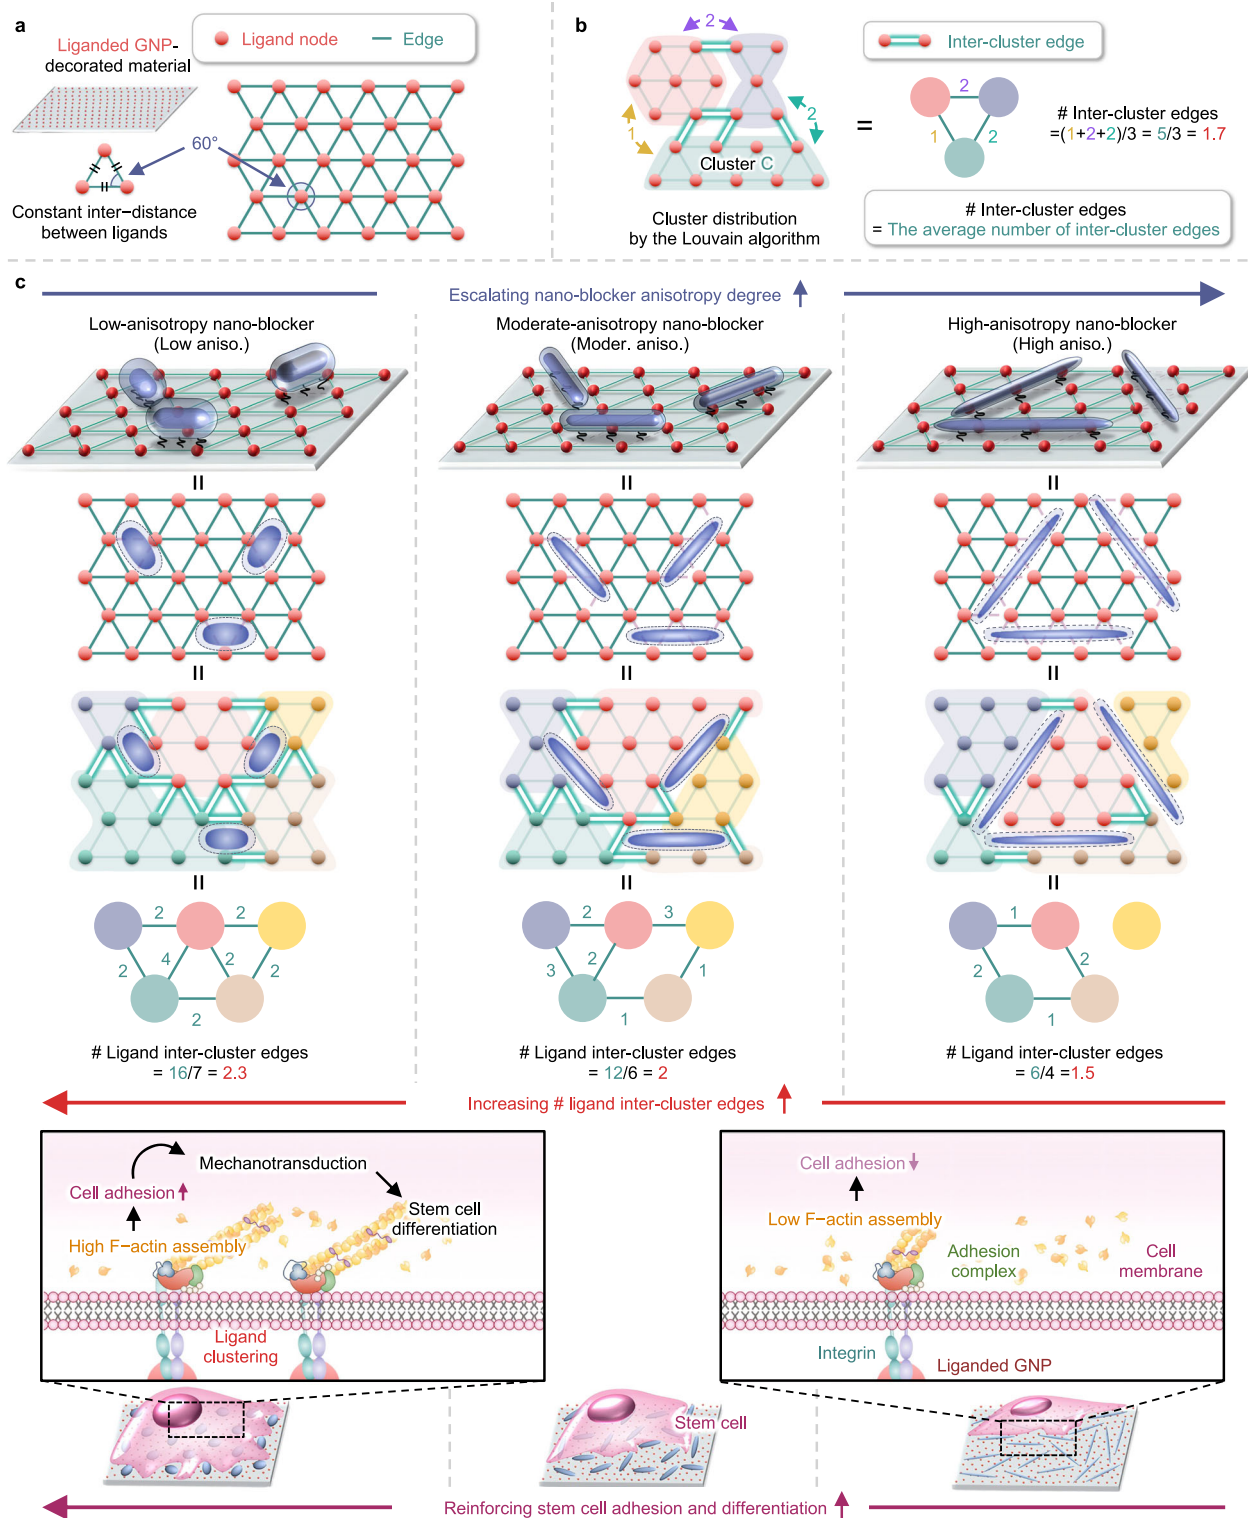 a
Liganded GNP-
decorated material
Ligand node
Edge
60°
Constant inter−distance
between ligands
b
2
1
2
Cluster C
Cluster distribution
by the Louvain algorithm
=
Inter-cluster edge
2
1
2
# Inter-cluster edges
=(1+2+2)/3 = 5/3 = 1.7
# Inter-cluster edges
= The average number of inter-cluster edges
c
Escalating nano-blocker anisotropy degree
Low-anisotropy nano-blocker
(Low aniso.)
Moderate-anisotropy nano-blocker
(Moder. aniso.)
High-anisotropy nano-blocker
(High aniso.)
=
=
=
=
=
=
=
=
=
2
2
2
4
2
2
2
# Ligand inter-cluster edges
= 16/7 = 2.3
2
3
3
2
1
1
# Ligand inter-cluster edges
= 12/6 = 2
1
2
2
1
# Ligand inter-cluster edges
= 6/4 =1.5
Increasing # ligand inter-cluster edges
Mechanotransduction
Cell adhesion
Stem cell
differentiation
High F−actin assembly
Ligand
clustering
Cell adhesion
Low F−actin assembly
Adhesion
complex
Cell
membrane
Integrin
Liganded GNP
Stem cell
Reinforcing stem cell adhesion and differentiation